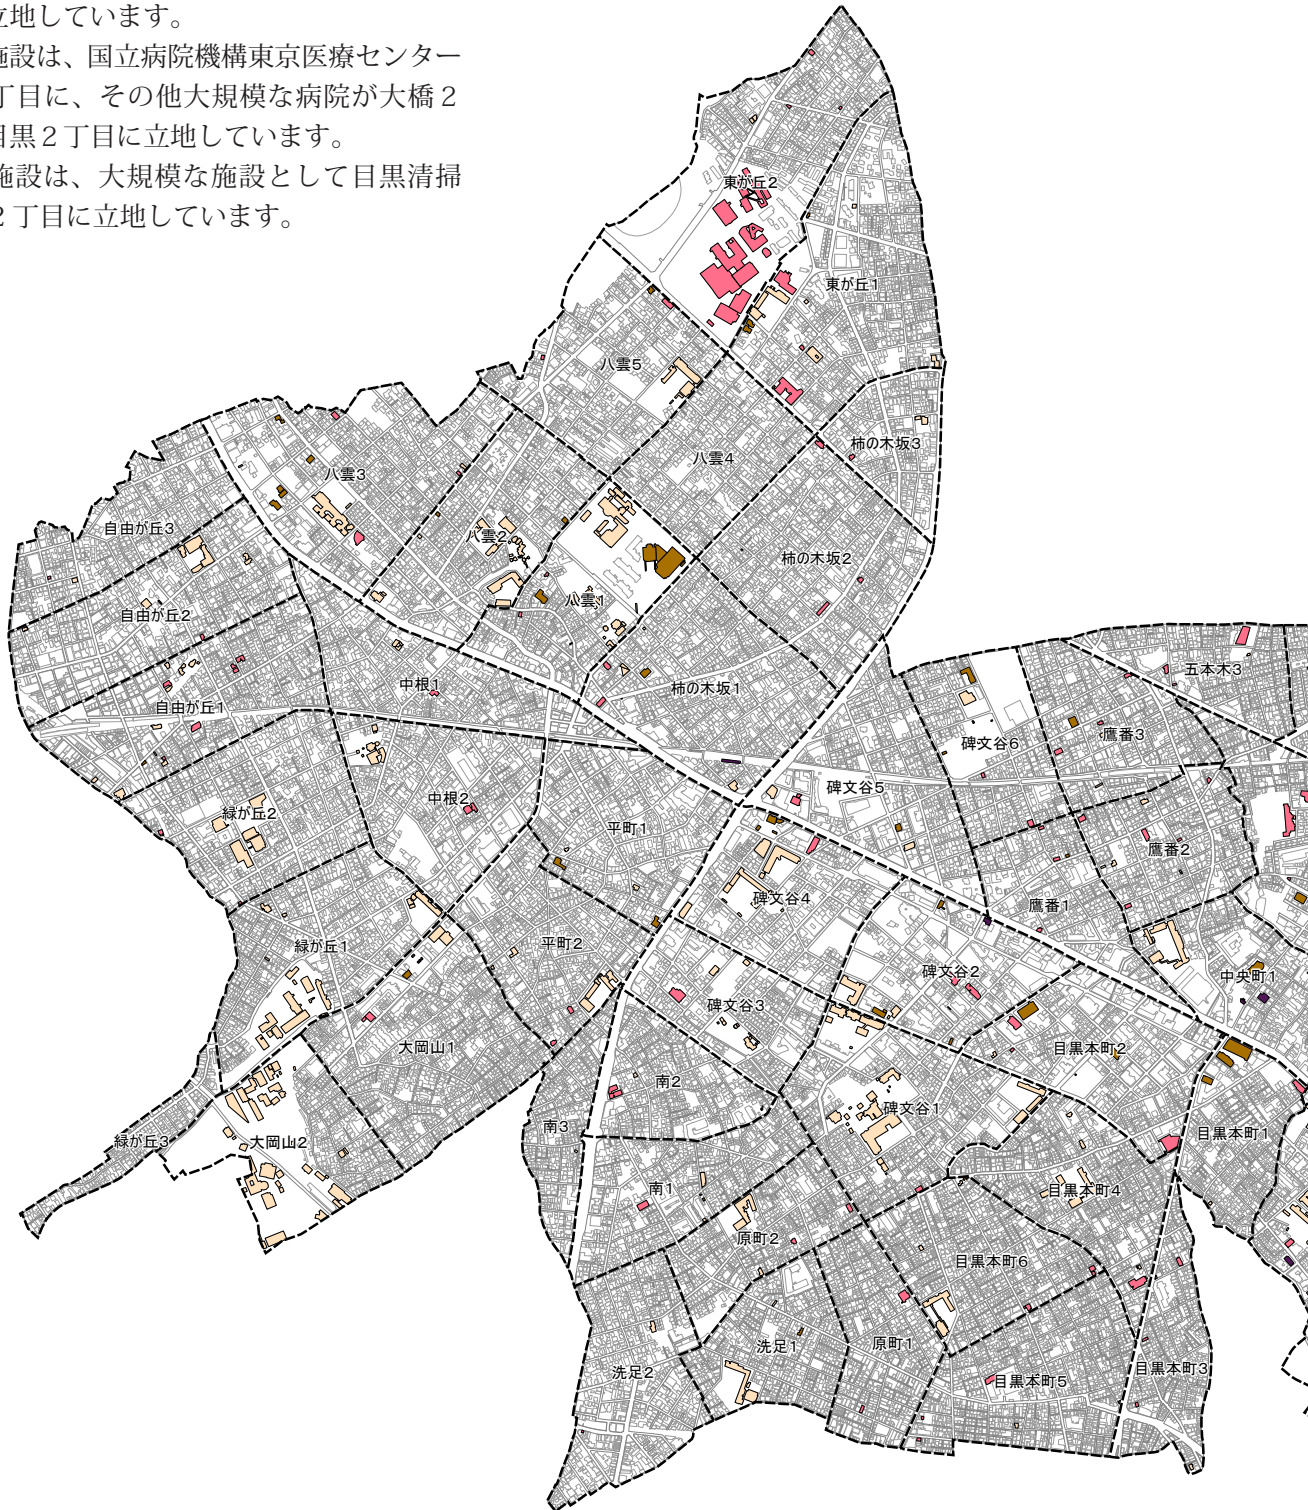 立地しています。
施設は、国立病院機構東京医療センター
丁目に、その他大規模な病院が大橋２
目黒２丁目に立地しています。
施設は、大規模な施設として目黒清掃
２丁目に立地しています。
東が丘2
東が丘1
八雲5
柿の木坂3
八雲4
八雲3
自由が丘3
八雲2
柿の木坂2
八雲1
自由が丘2
五本木3
中根1
柿の木坂1
自由が丘1
鷹番3
碑文谷6
碑文谷5
中根2
緑が丘2
平町1
鷹番2
碑文谷4
鷹番1
平町2
緑が丘1
碑文谷2
中央町1
碑文谷3
大岡山1
目黒本町2
南2
碑文谷1
南3
目黒本町1
緑が丘3
大岡山2
南1
目黒本町4
原町2
目黒本町6
洗足1
原町1
洗足2
目黒本町3
目黒本町5